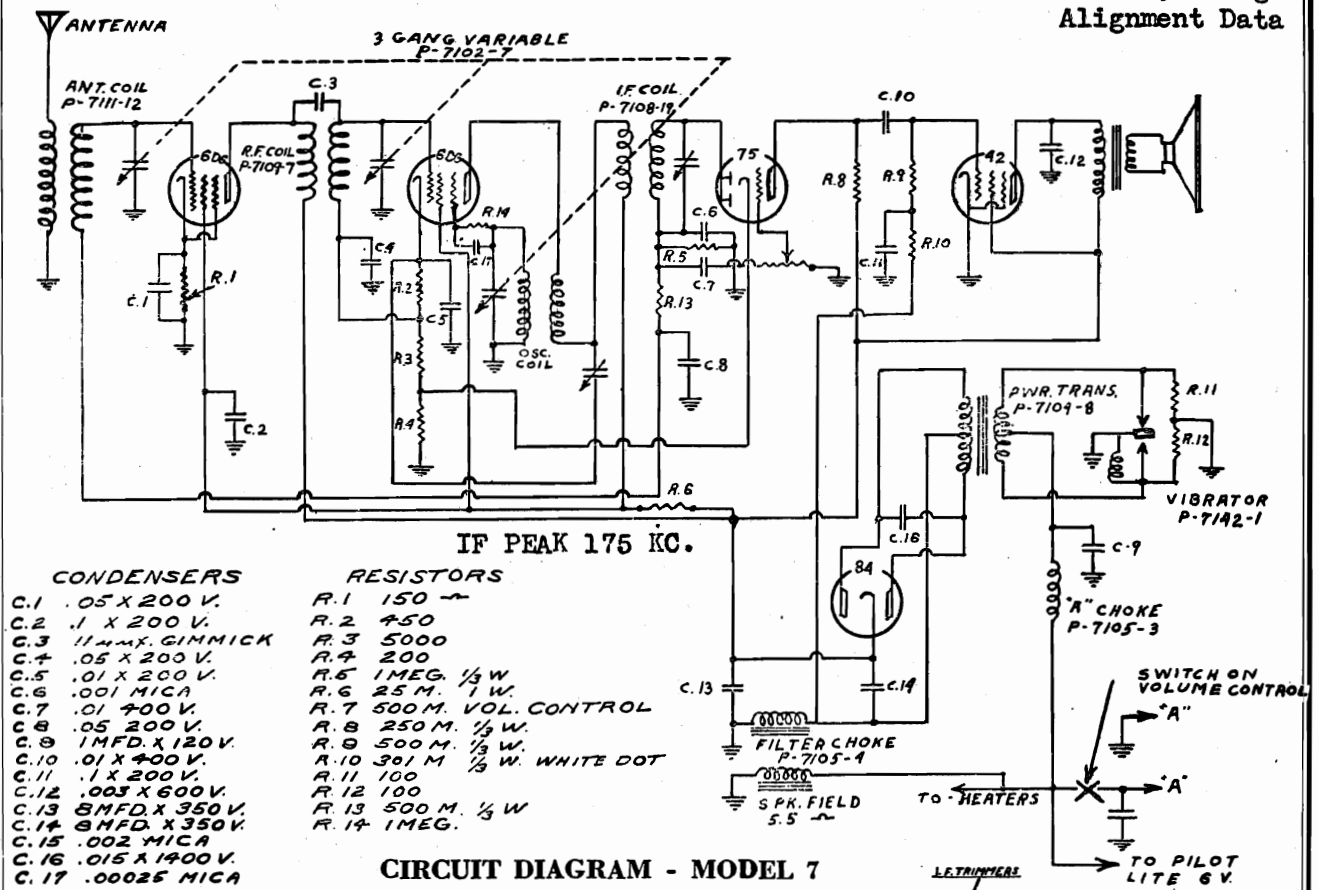 Alignment Data
ANTENNA
3 GANG VARIABLE
P-7102-7
ANT. COIL
P-7111-12
C.3
I.F. COIL
P-7108-19
C.10
6D6
R.F. COIL
P-7109-7
6D6
75
42
C.12
R.8
R.9
R.14
C.17
C.6
R.5
C.7
C.4
C.11
R.10
C.1
R.1
R.2
C.5
R.13
OSC.
COIL
R.3
C.8
R.4
C.2
PWR. TRANS.
P-7109-8
R.11
R.12
VIBRATOR
P-7142-1
R.6
IF PEAK 175 KC.
C.16
84
C.9
"A" CHOKE
P-7105-3
C.13
C.14
FILTER CHOKE
P-7105-4
SPK. FIELD
5.5 ~
SWITCH ON
VOLUME CONTROL
"A"
"A"
TO - HEATERS
TO PILOT
LITE 6 V.
CONDENSERS
C.1 .05 X 200 V.
C.2 .1 X 200 V.
C.3 11 μμf. GIMMICK
C.4 .05 X 200 V.
C.5 .01 X 200 V.
C.6 .001 MICA
C.7 .01 400 V.
C 8 .05 200 V.
C.9 1 MFD. X 120 V.
C.10 .01 X 400 V.
C.11 .1 X 200 V.
C.12 .003 X 600 V.
C.13 8 MFD. X 350 V.
C.14 8 MFD. X 350 V.
C.15 .002 MICA
C.16 .015 X 1400 V.
C.17 .00025 MICA
RESISTORS
R.1 150 ~
R.2 450
R.3 5000
R.4 200
R.5 1 MEG. 1/3 W
R.6 25 M. 1 W.
R.7 500 M. VOL. CONTROL
R.8 250 M. 1/3 W.
R.9 500 M. 1/3 W.
R.10 301 M 1/3 W. WHITE DOT
R.11 100
R.12 100
R.13 500 M. 1/3 W
R.14 1 MEG.
CIRCUIT DIAGRAM - MODEL 7
I.F. TRIMMERS